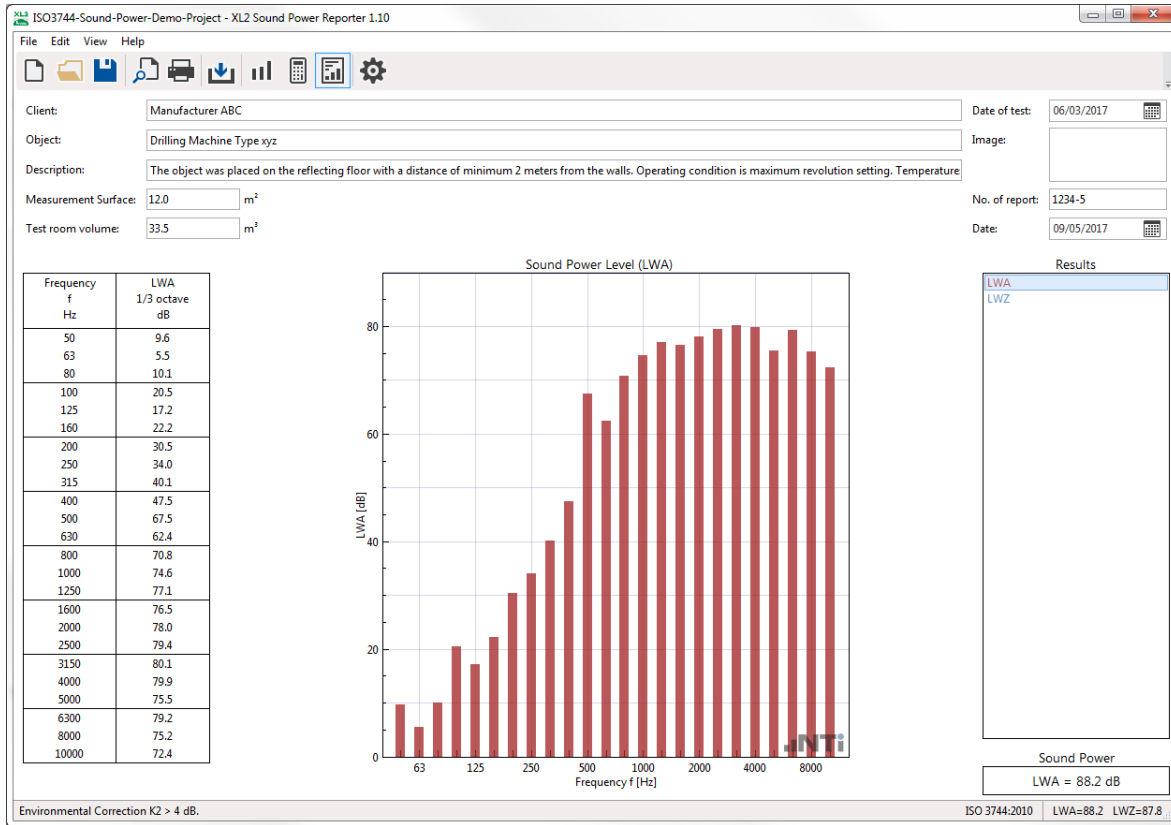 ISO3744-Sound-Power-Demo-Project - XL2 Sound Power Reporter 1.10
File Edit View Help
Client: Manufacturer ABC Date of test: 06/03/2017
Object: Drilling Machine Type xyz Image:
Description: The object was placed on the reflecting floor with a distance of minimum 2 meters from the walls. Operating condition is maximum revolution setting. Temperature
Measurement Surface: 12.0 m² No. of report: 1234-5
Test room volume: 33.5 m³ Date: 09/05/2017
Frequency LWA
f 1/3 octave
Hz dB
50 9.6
63 5.5
80 10.1
100 20.5
125 17.2
160 22.2
200 30.5
250 34.0
315 40.1
400 47.5
500 67.5
630 62.4
800 70.8
1000 74.6
1250 77.1
1600 76.5
2000 78.0
2500 79.4
3150 80.1
4000 79.9
5000 75.5
6300 79.2
8000 75.2
10000 72.4
Sound Power Level (LWA)
LWA [dB]
80
60
40
20
0
63 125 250 500 1000 2000 4000 8000
Frequency f [Hz]
NTi
Results
LWA
LWZ
Sound Power
LWA = 88.2 dB
Environmental Correction K2 > 4 dB. ISO 3744:2010 LWA=88.2 LWZ=87.8